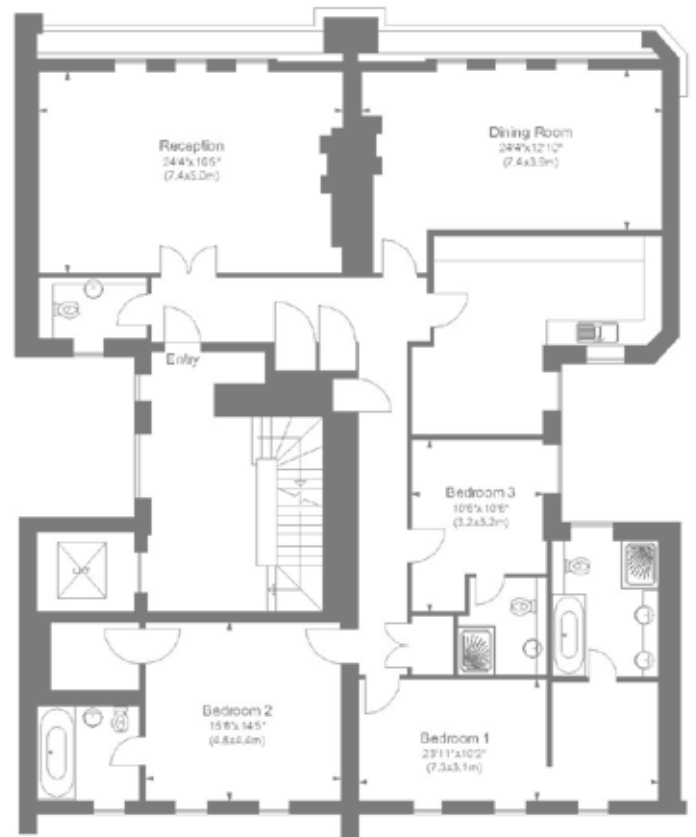 Reception
24'4"x16'5"
(7.4x5.0m)
Dining Room
24'4"x12'10"
(7.4x3.9m)
Entry
Bedroom 3
10'6"x10'6"
(3.2x3.2m)
Bedroom 2
15'8"x14'5"
(4.8x4.4m)
Bedroom 1
23'11"x10'2"
(7.3x3.1m)